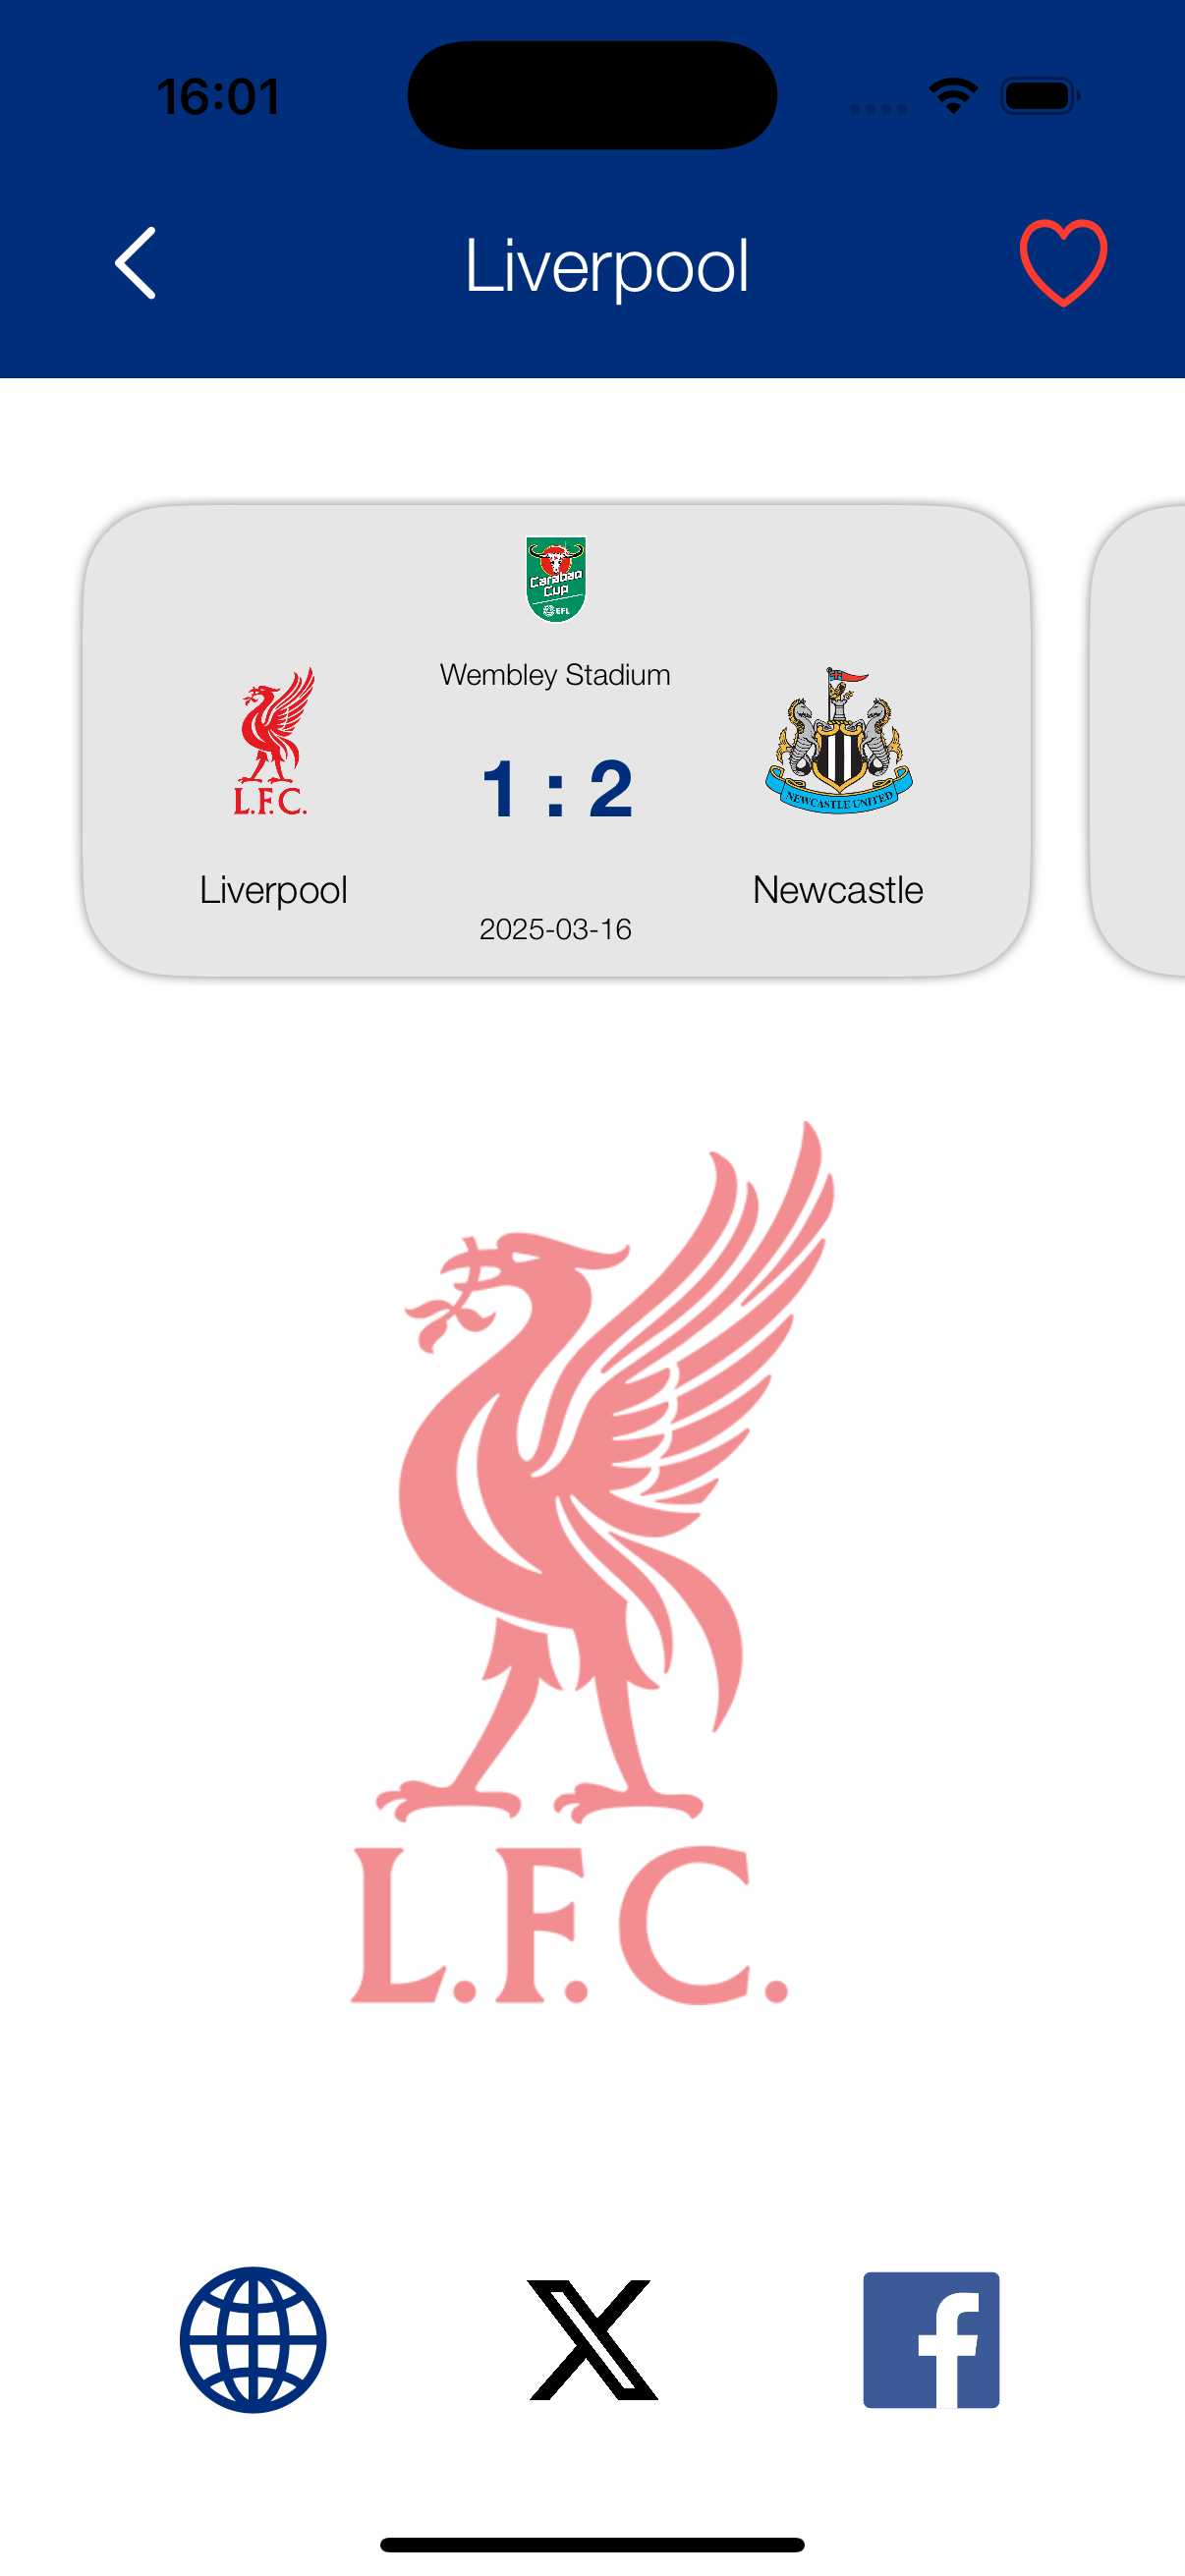 16:01
Liverpool
Carabao
Cup
EFL
Wembley Stadium
L.F.C.
1 : 2
NEWCASTLE UNITED
Liverpool
Newcastle
2025-03-16
L.F.C.